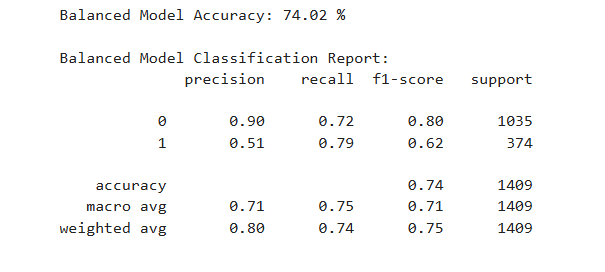 Balanced Model Accuracy: 74.02 %
Balanced Model Classification Report:
precision recall f1-score support
0 0.90 0.72 0.80 1035
1 0.51 0.79 0.62 374
accuracy 0.74 1409
macro avg 0.71 0.75 0.71 1409
weighted avg 0.80 0.74 0.75 1409